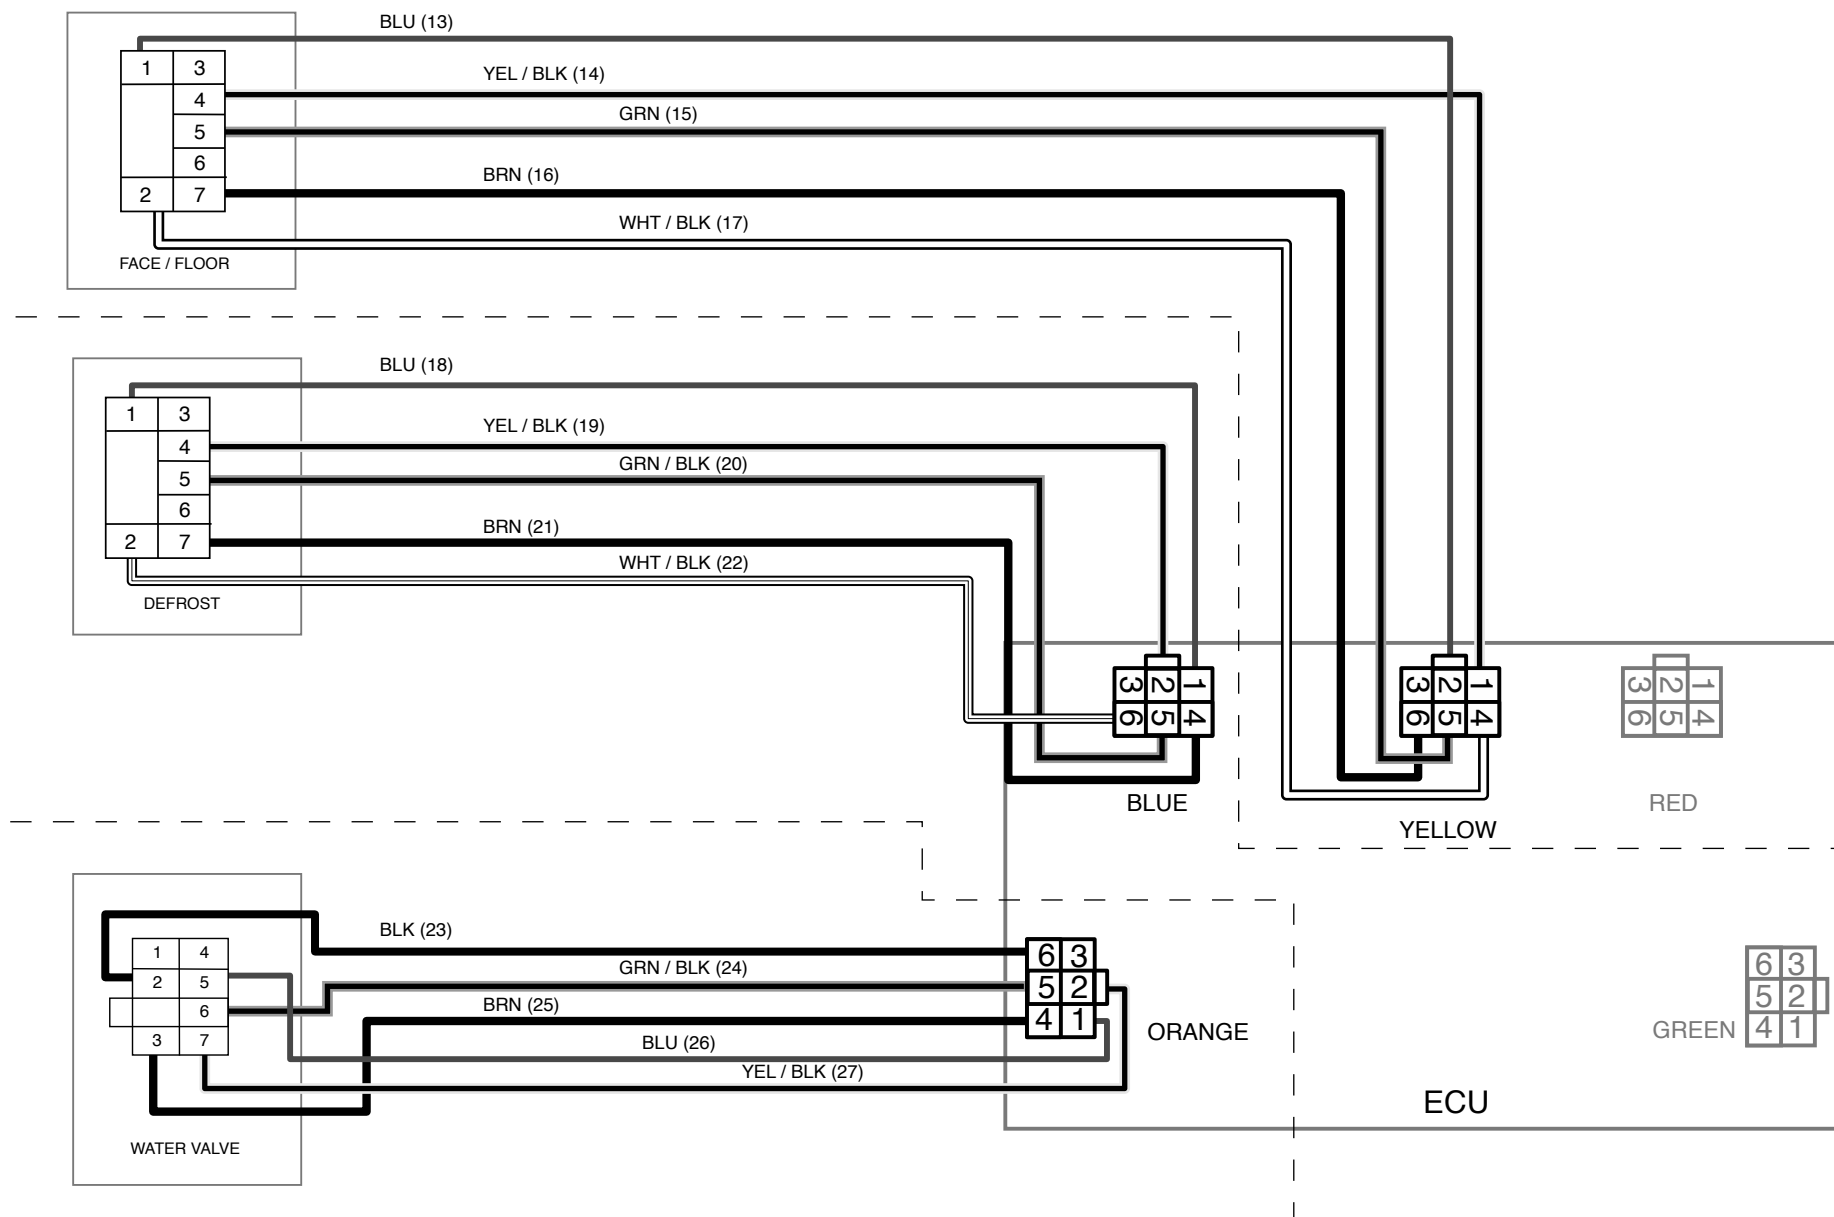 BLU (13)
1 3
YEL / BLK (14)
4
GRN (15)
5
6
BRN (16)
2 7
WHT / BLK (17)
FACE / FLOOR
BLU (18)
1 3
YEL / BLK (19)
4
GRN / BLK (20)
5
6
BRN (21)
2 7
WHT / BLK (22)
DEFROST
3 2 1
6 5 4
BLUE
3 2 1
6 5 4
YELLOW
3 2 1
6 5 4
RED
BLK (23)
1 4
GRN / BLK (24)
2 5
BRN (25)
6
3 7
BLU (26)
YEL / BLK (27)
WATER VALVE
6 3
5 2
4 1
ORANGE
6 3
5 2
4 1
GREEN
ECU